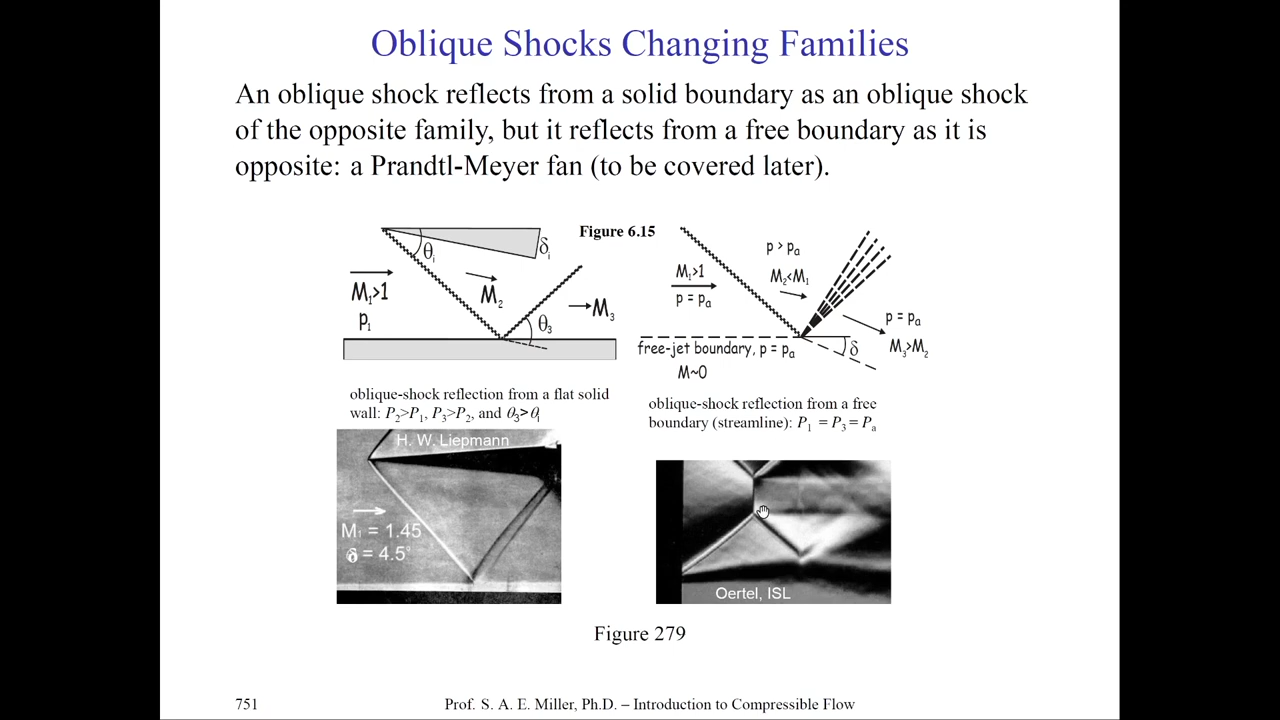 Oblique Shocks Changing Families
An oblique shock reflects from a solid boundary as an oblique shock
of the opposite family, but it reflects from a free boundary as it is
opposite: a Prandtl-Meyer fan (to be covered later).
Figure 6.15
θi
δi
M1>1
p1
M2
M3
θ3
M1>1
p = pa
p > pa
M2<M1
p = pa
M3>M2
free-jet boundary, p = pa
δ
M~0
oblique-shock reflection from a flat solid
wall: P2>P1, P3>P2, and θ3>θi
oblique-shock reflection from a free
boundary (streamline): P1 = P3 = Pa
H. W. Liepmann
M1 = 1.45
δ = 4.5°
Oertel, ISL
Figure 279
751
Prof. S. A. E. Miller, Ph.D. – Introduction to Compressible Flow